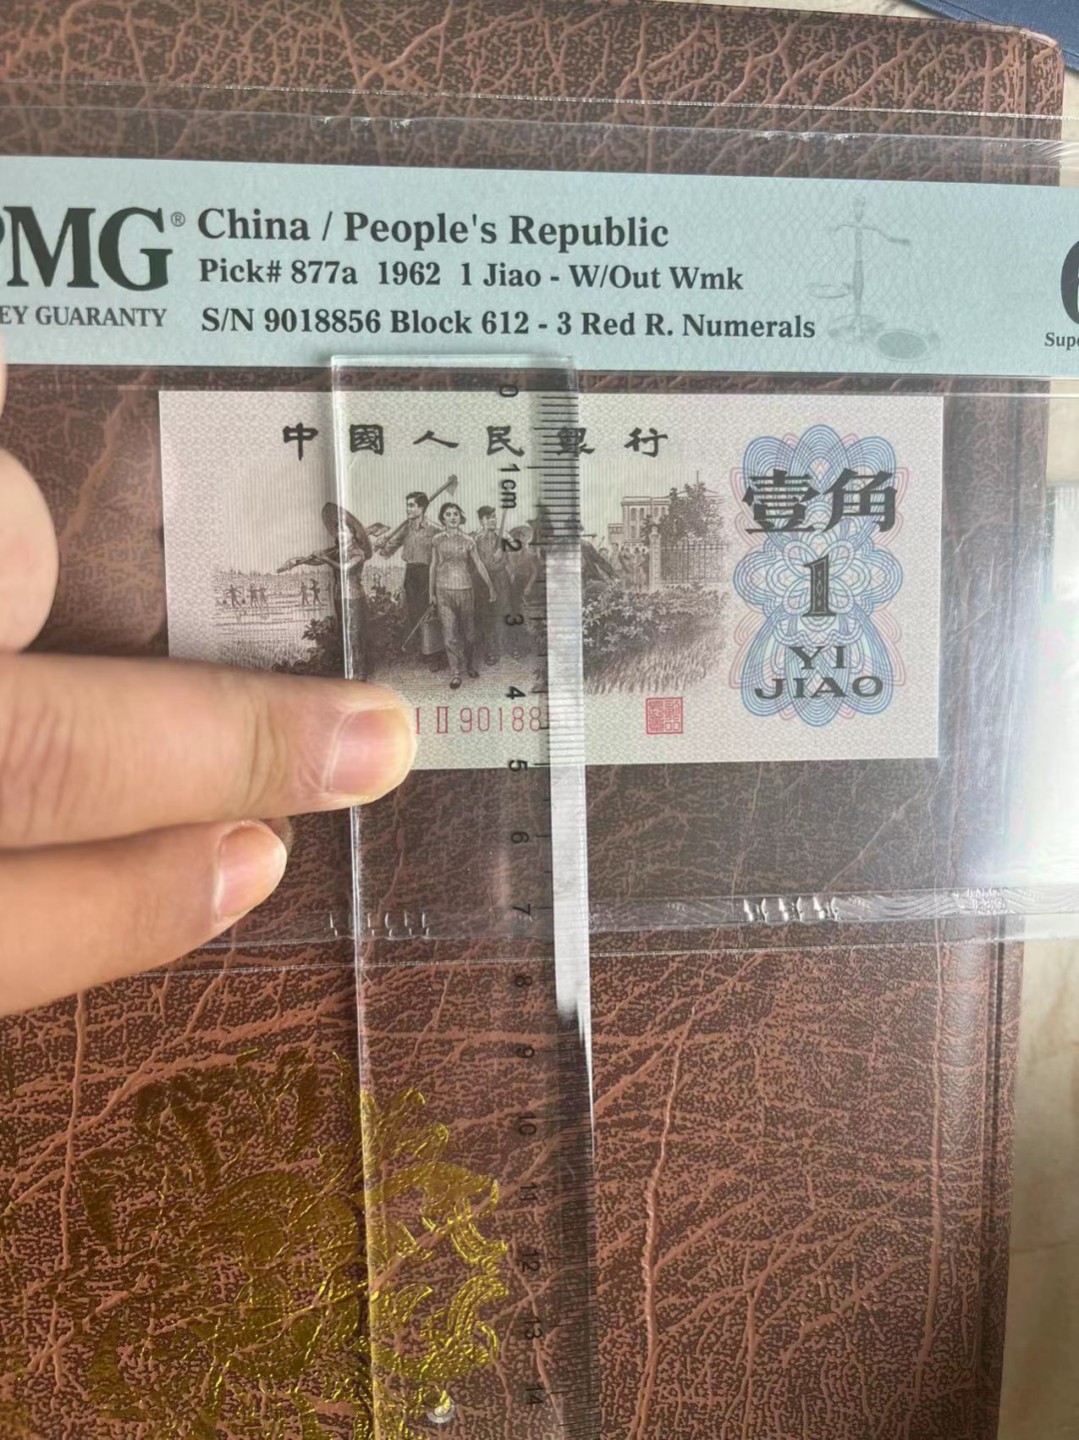 PMG® China / People's Republic
Pick# 877a 1962 1 Jiao - W/Out Wmk
EY GUARANTY S/N 9018856 Block 612 - 3 Red R. Numerals
Supe
中國人民銀行
壹角
1
YI
JIAO
I II 90188
0
1cm
2
3
4
5
6
7
8
9
10
11
12
13
14